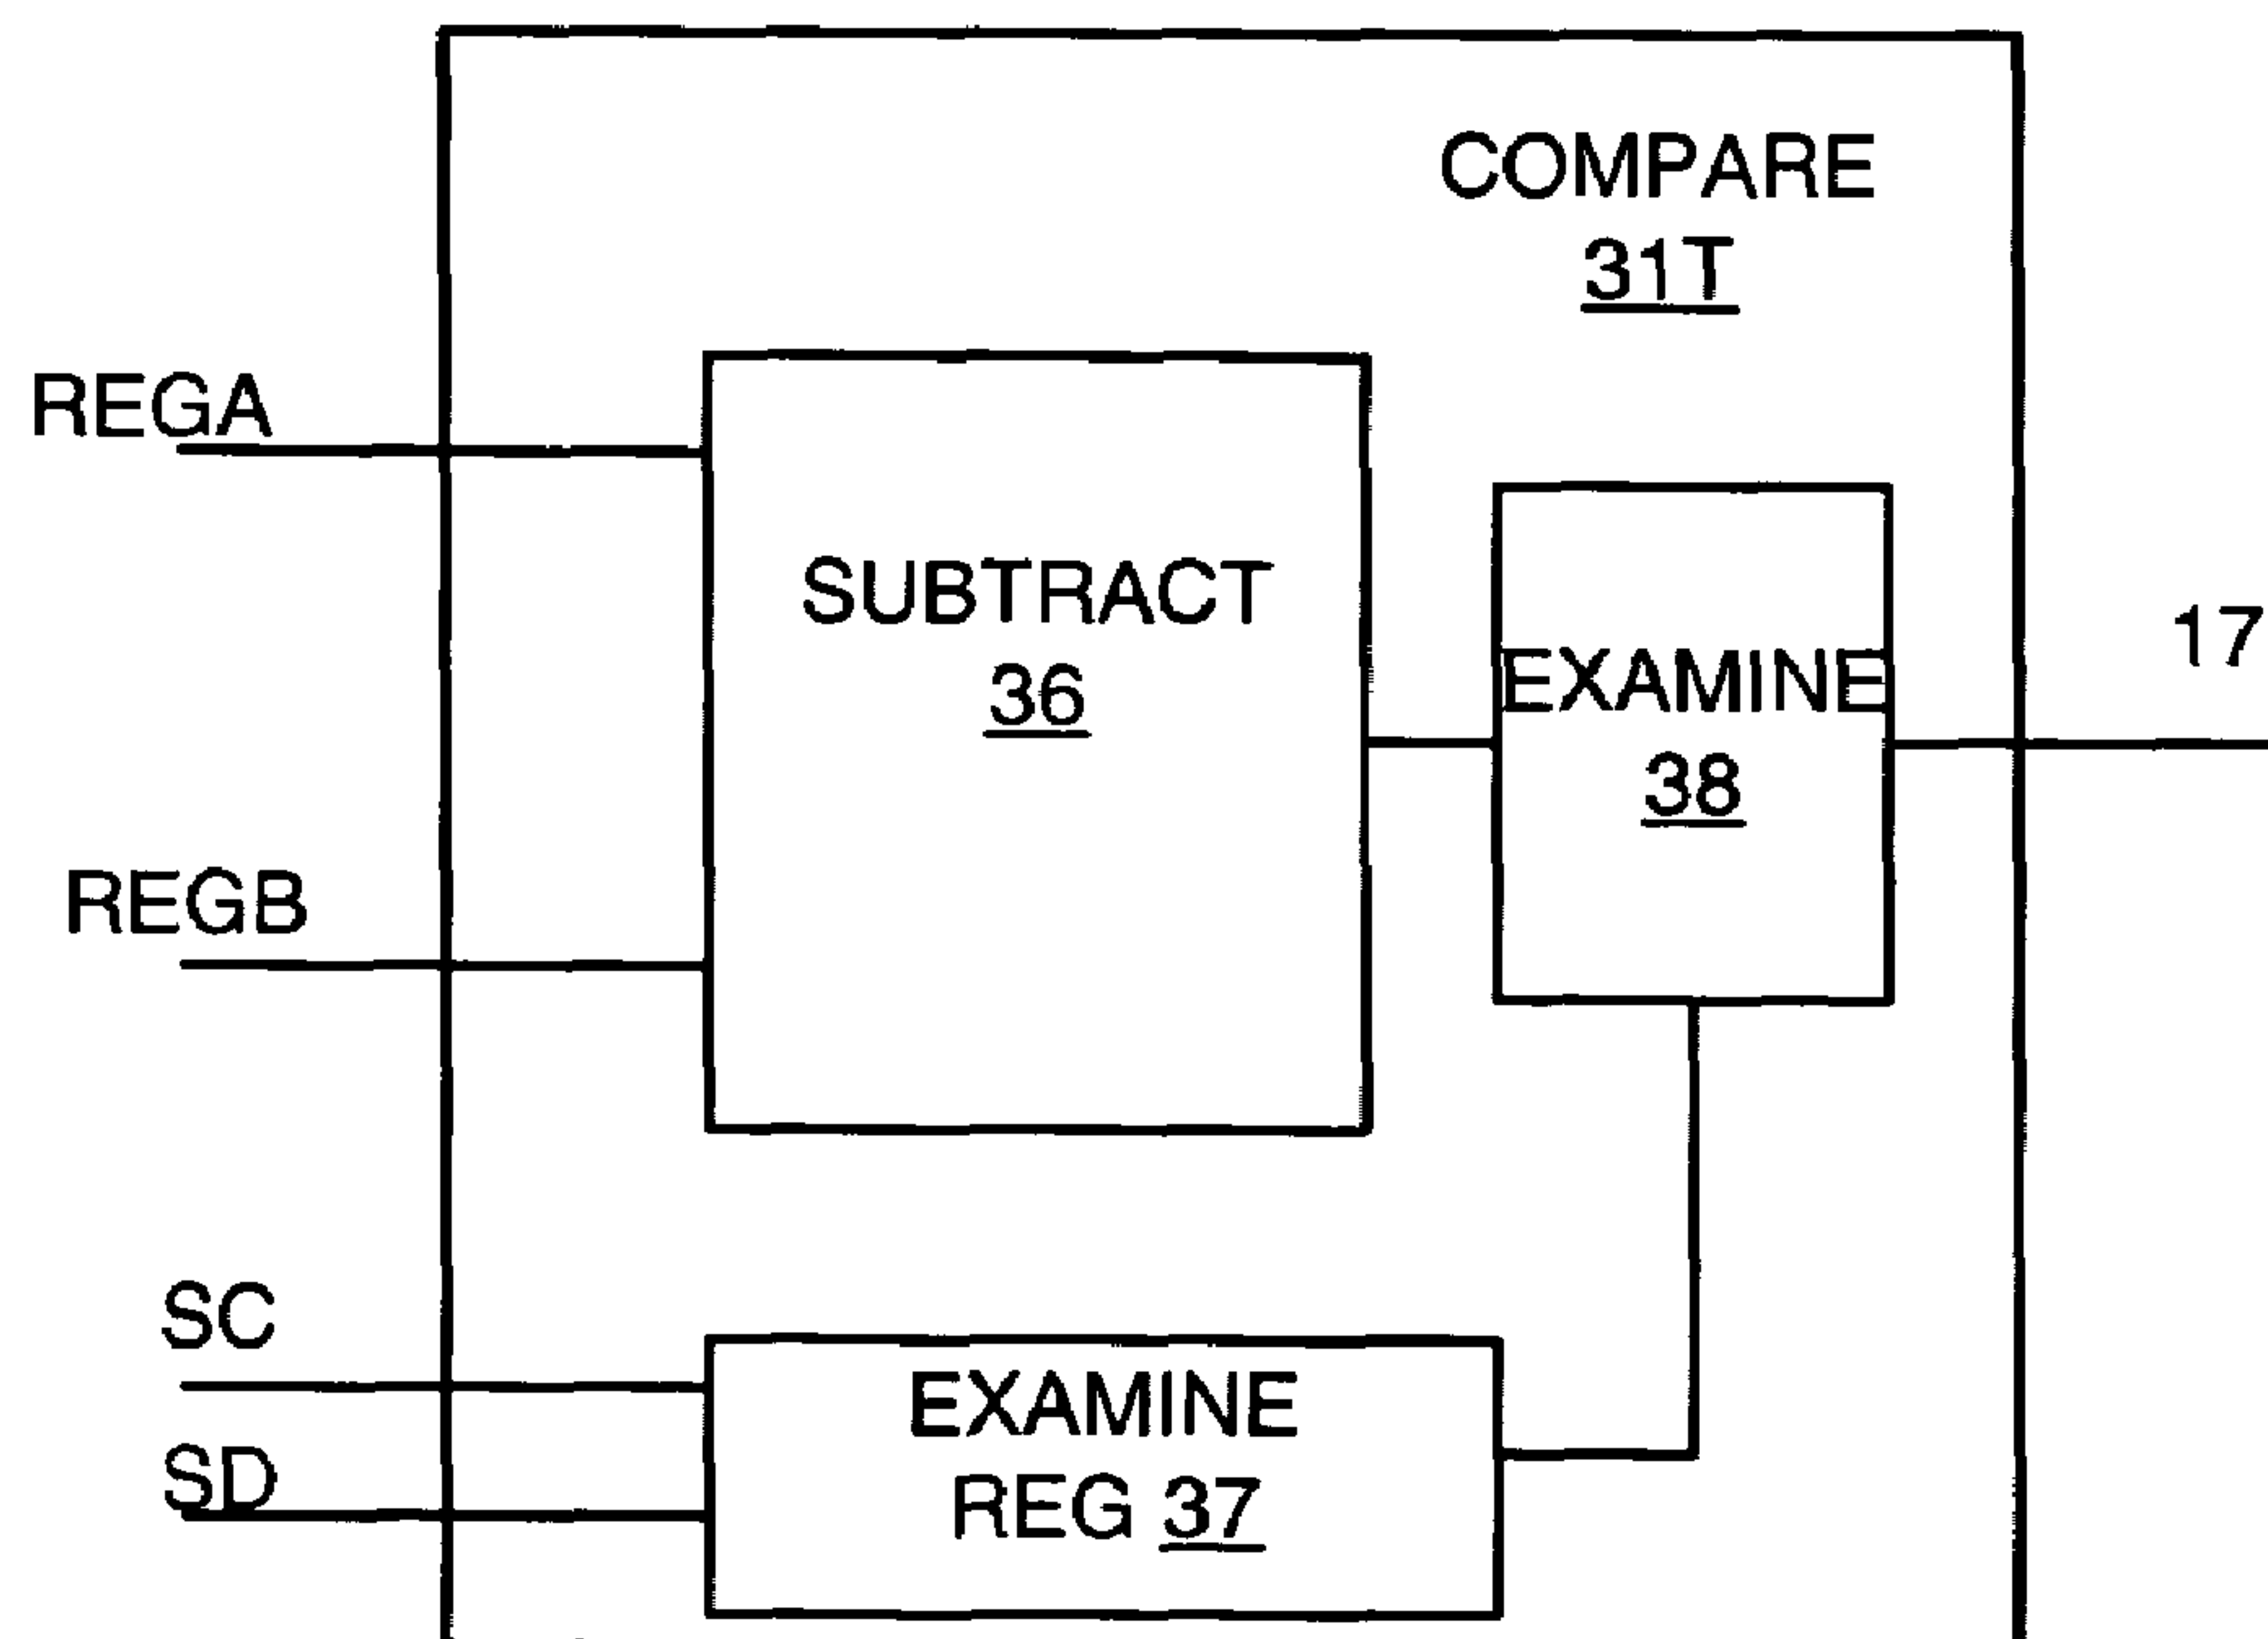 COMPARE
31T
REGA
SUBTRACT
36
EXAMINE
38
17
REGB
SC
SD
EXAMINE
REG 37